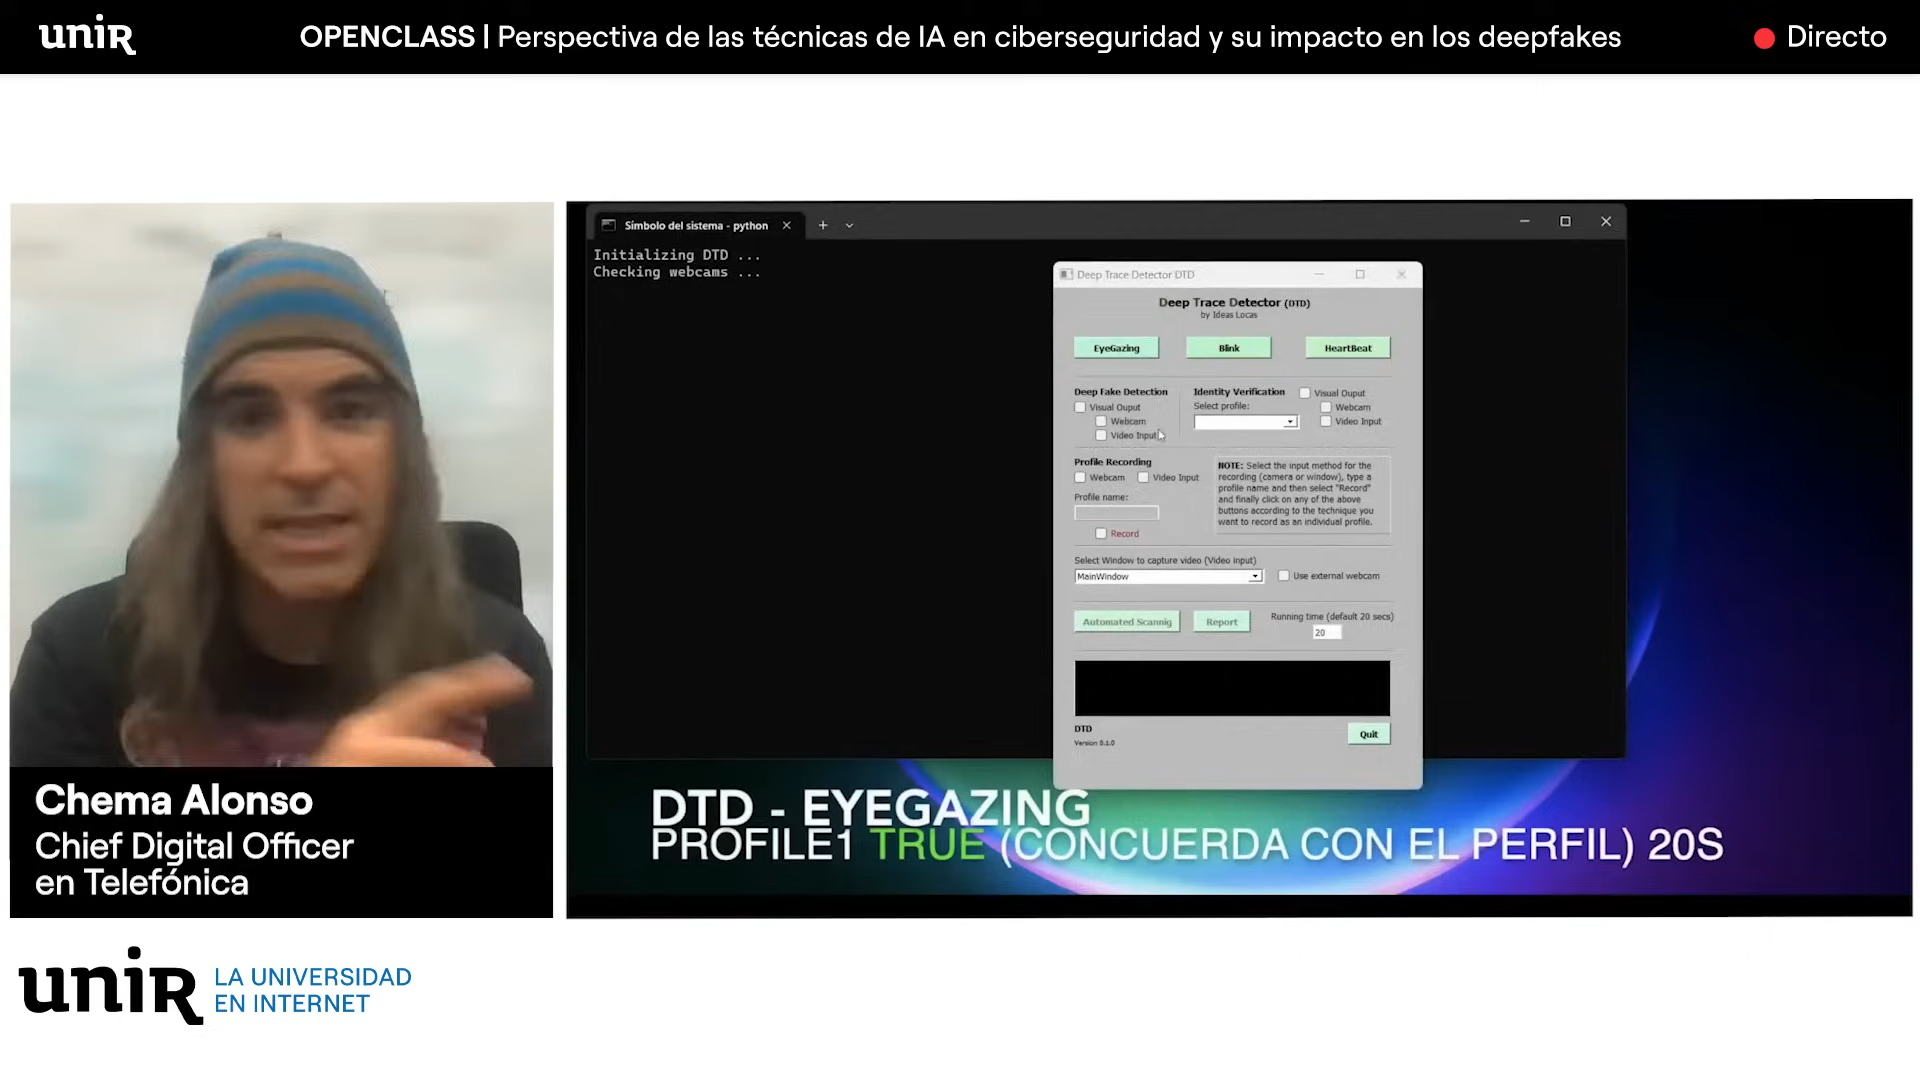 unir
OPENCLASS | Perspectiva de las técnicas de IA en ciberseguridad y su impacto en los deepfakes
Directo
Símbolo del sistema - python
Initializing DTD ...
Checking webcams ...
Deep Trace Detector DTD
Deep Trace Detector (DTD)
by Ideas Locas
EyeGazing
Blink
HeartBeat
Deep Fake Detection
Visual Ouput
Webcam
Video Input
Identity Verification
Visual Ouput
Select profile:
Webcam
Video Input
Profile Recording
Webcam
Video Input
Profile name:
Record
NOTE: Select the input method for the
recording (camera or window), type a
profile name and then select "Record"
and finally click on any of the above
buttons according to the technique you
want to record as an individual profile.
Select Window to capture video (Video input)
MainWindow
Use external webcam
Automated Scannig
Report
Running time (default 20 secs)
20
DTD
Version 0.1.0
Quit
DTD - EYEGAZING
PROFILE1 TRUE (CONCUERDA CON EL PERFIL) 20S
Chema Alonso
Chief Digital Officer
en Telefónica
unir
LA UNIVERSIDAD
EN INTERNET